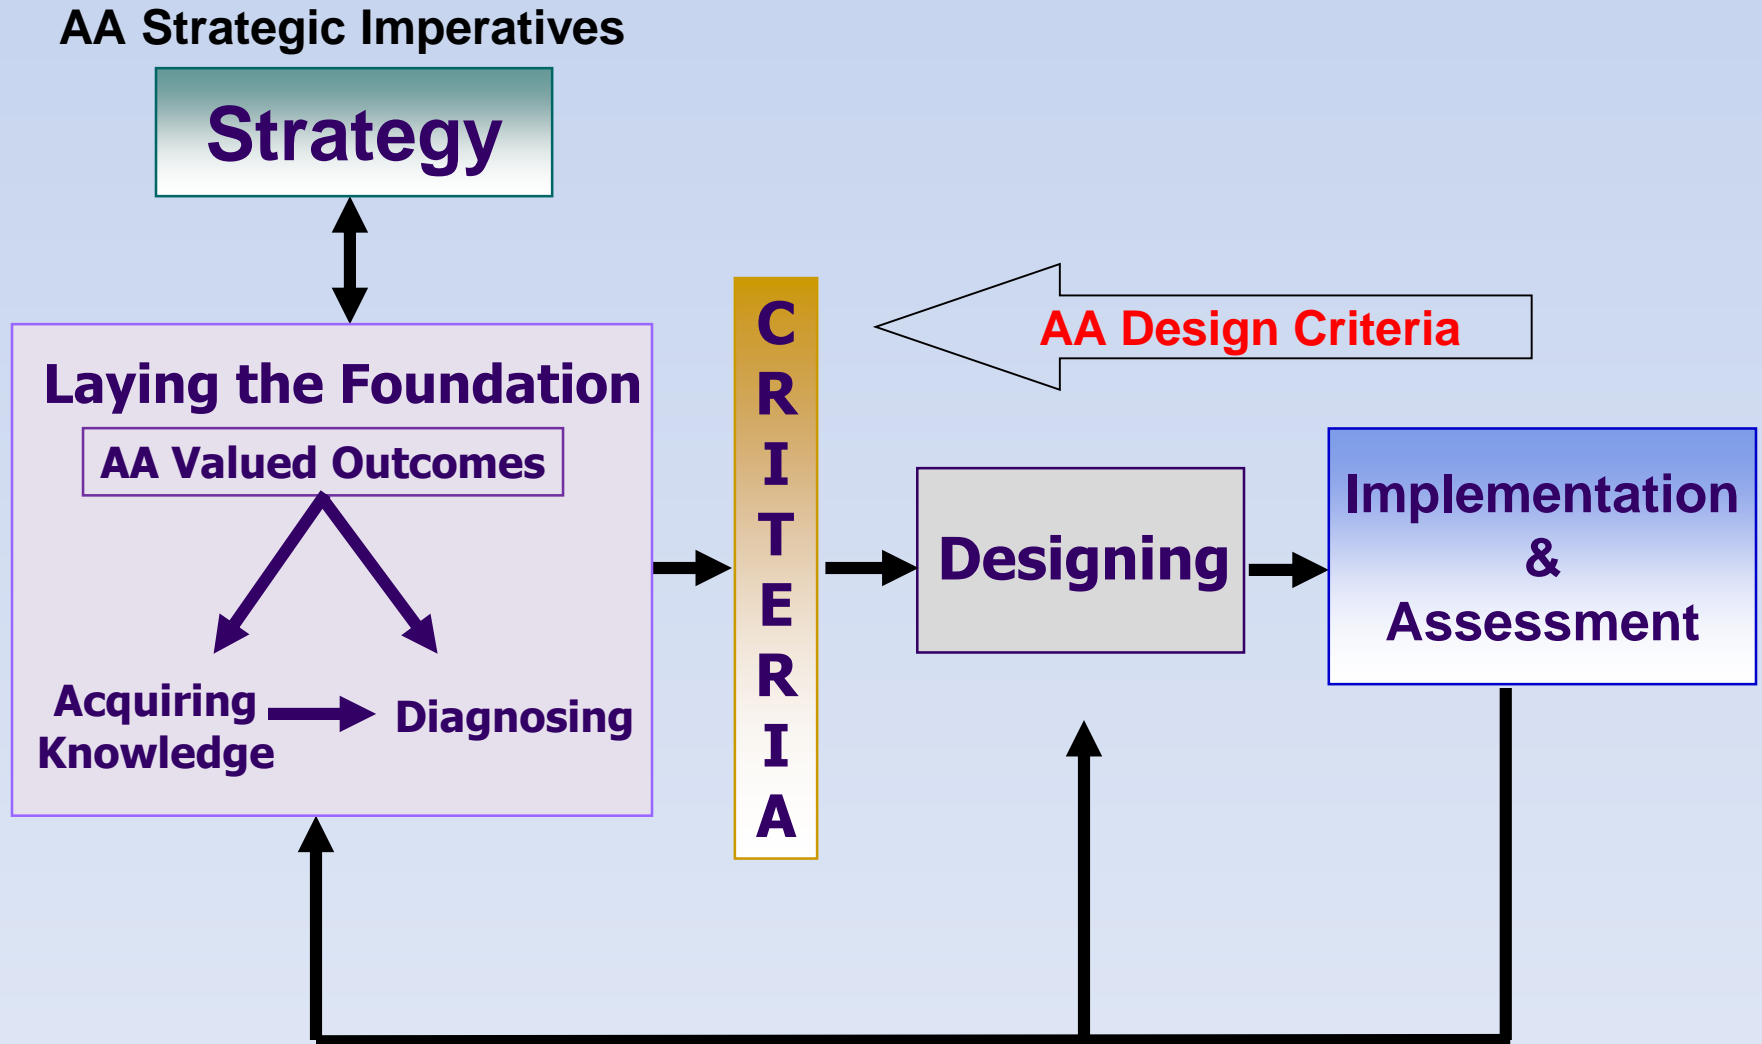 AA Strategic Imperatives
Strategy
Laying the Foundation
AA Valued Outcomes
Acquiring
Knowledge
Diagnosing
C
R
I
T
E
R
I
A
AA Design Criteria
Designing
Implementation
&
Assessment